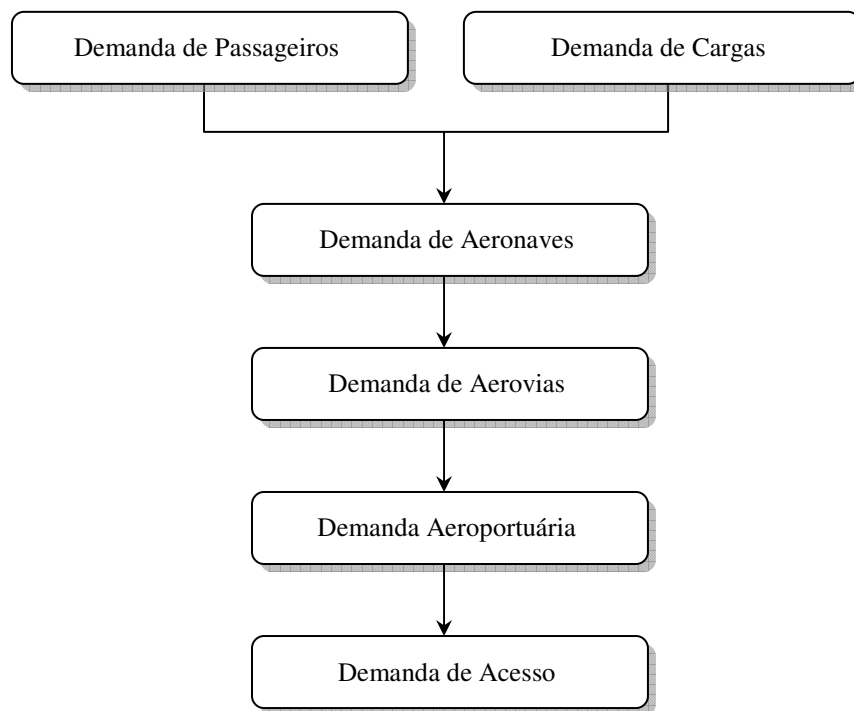 Demanda de Passageiros
Demanda de Cargas
Demanda de Aeronaves
Demanda de Aerovias
Demanda Aeroportuária
Demanda de Acesso